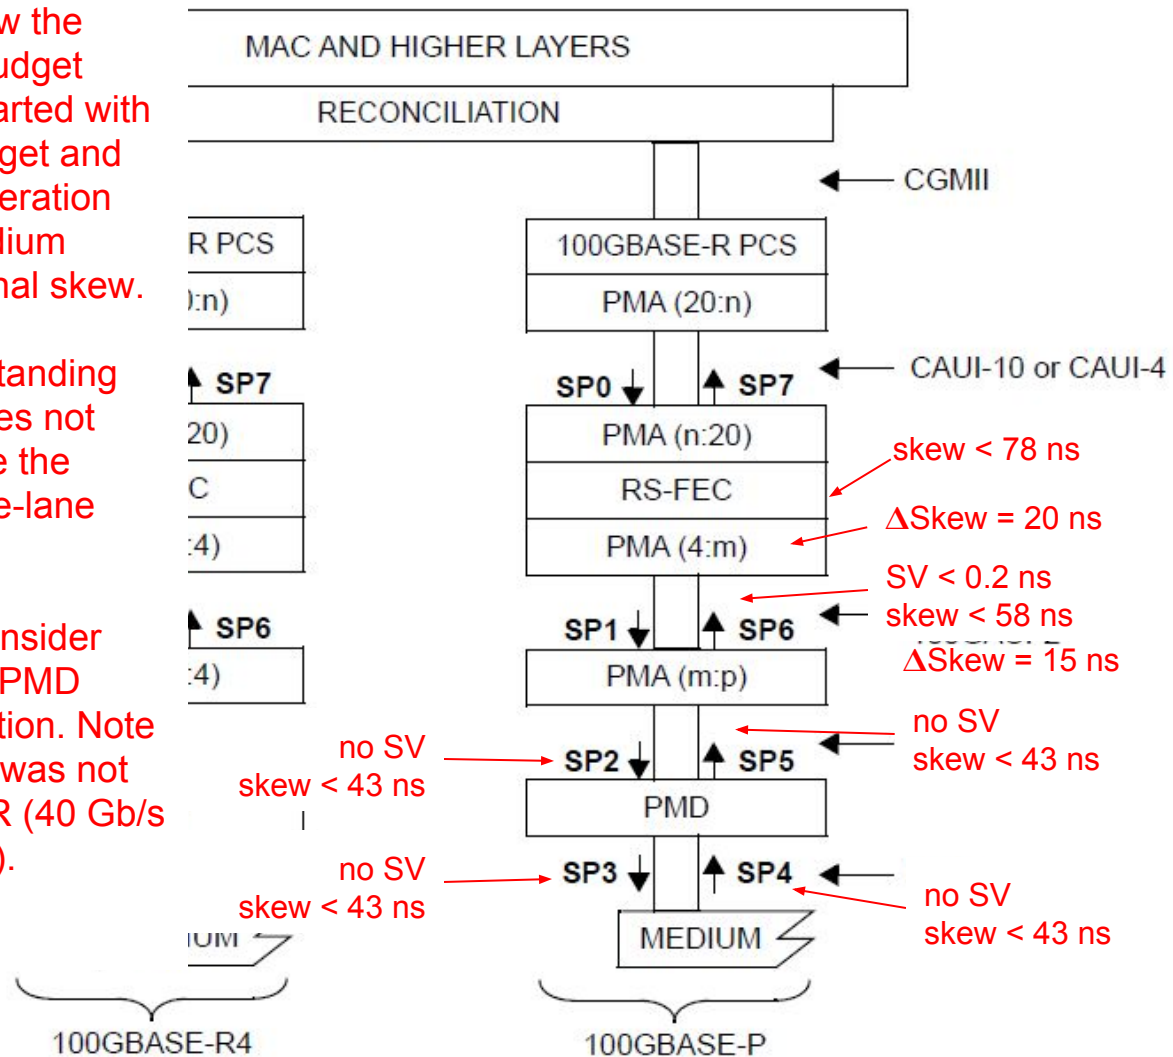 w the
udget
arted with
get and
eration
dium
nal skew.
tanding
es not
e the
e-lane
nsider
PMD
tion. Note
was not
R (40 Gb/s
).
MAC AND HIGHER LAYERS
RECONCILIATION
CGMII
R PCS
):n)
SP7
20)
C
:4)
SP6
:4)
100GBASE-R4
100GBASE-R PCS
PMA (20:n)
SP0 SP7
CAUI-10 or CAUI-4
PMA (n:20)
RS-FEC
PMA (4:m)
skew < 78 ns
ΔSkew = 20 ns
SV < 0.2 ns
skew < 58 ns
ΔSkew = 15 ns
SP1 SP6
PMA (m:p)
no SV
skew < 43 ns
SP2 SP5
no SV
skew < 43 ns
PMD
no SV
skew < 43 ns
SP3 SP4
no SV
skew < 43 ns
MEDIUM
100GBASE-P